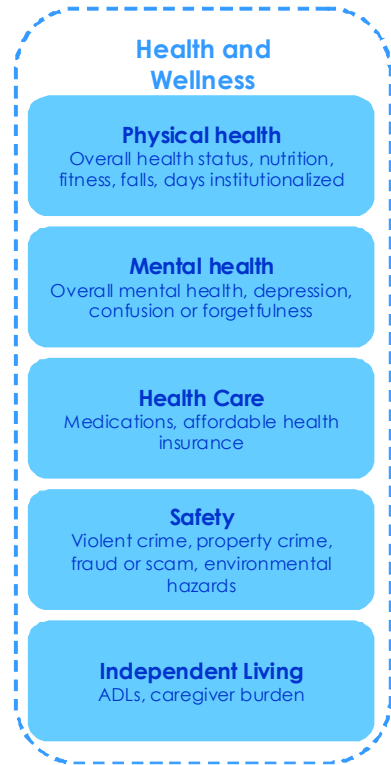 Health and
Wellness
Physical health
Overall health status, nutrition,
fitness, falls, days institutionalized
Mental health
Overall mental health, depression,
confusion or forgetfulness
Health Care
Medications, affordable health
insurance
Safety
Violent crime, property crime,
fraud or scam, environmental
hazards
Independent Living
ADLs, caregiver burden